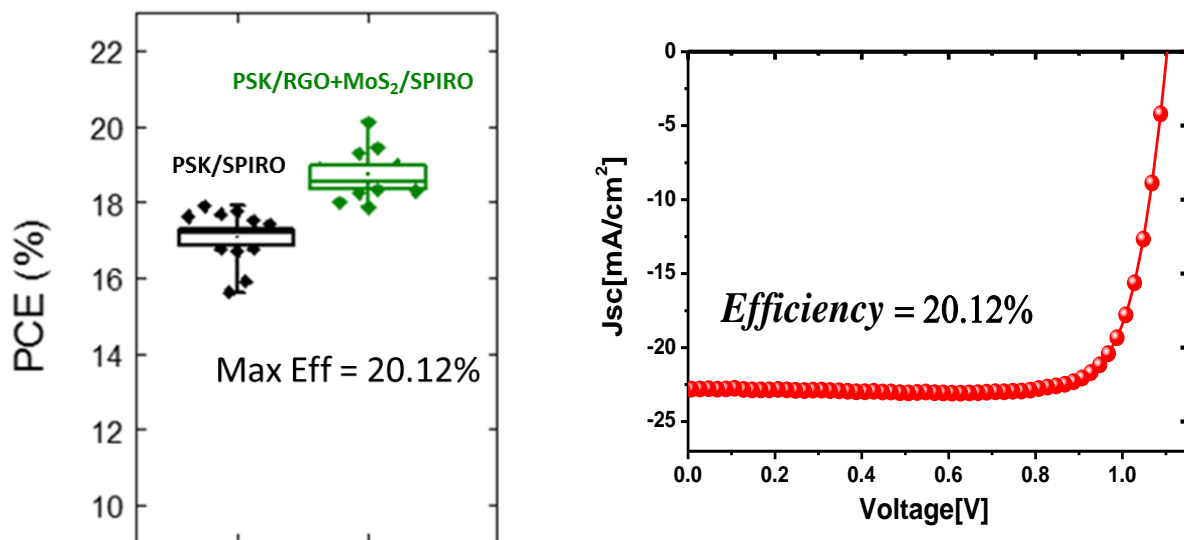 PCE (%)
22
20
18
16
14
12
10
PSK/RGO+MoS₂/SPIRO
PSK/SPIRO
Max Eff = 20.12%
Jsc[mA/cm²]
0
-5
-10
-15
-20
-25
Efficiency = 20.12%
0.0 0.2 0.4 0.6 0.8 1.0
Voltage[V]